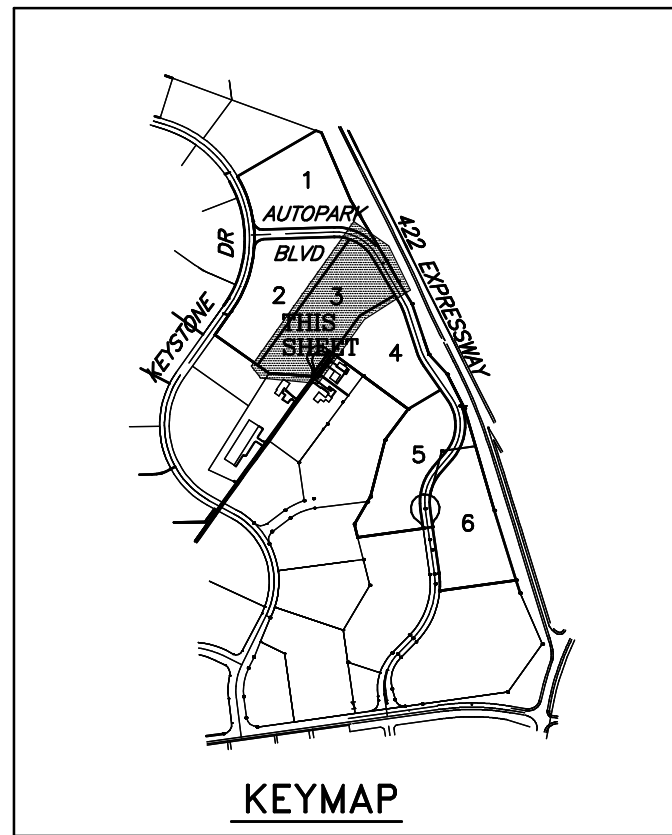 1
AUTOPARK
BLVD
DR
KEYSTONE
422 EXPRESSWAY
2
3
THIS
SHEET
4
5
6
KEYMAP